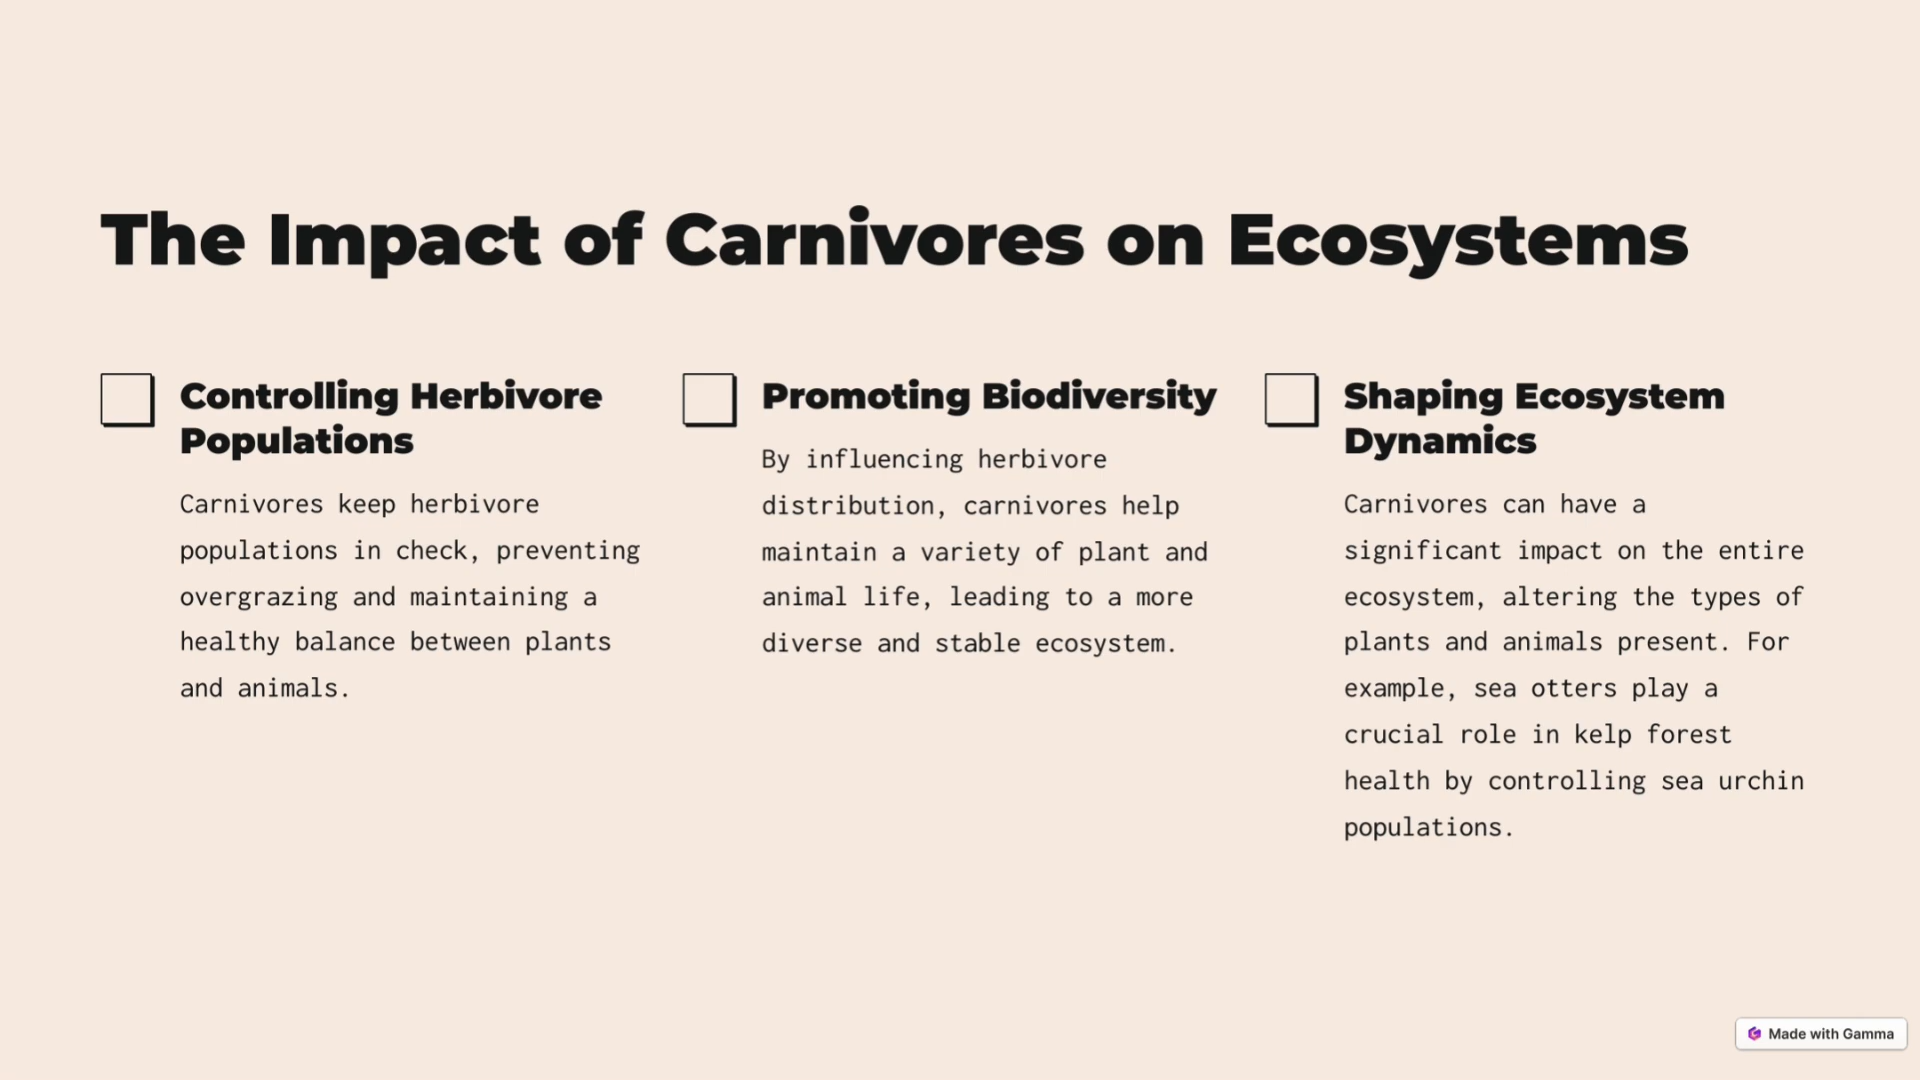 The Impact of Carnivores on Ecosystems
Controlling Herbivore
Populations
Carnivores keep herbivore
populations in check, preventing
overgrazing and maintaining a
healthy balance between plants
and animals.
Promoting Biodiversity
By influencing herbivore
distribution, carnivores help
maintain a variety of plant and
animal life, leading to a more
diverse and stable ecosystem.
Shaping Ecosystem
Dynamics
Carnivores can have a
significant impact on the entire
ecosystem, altering the types of
plants and animals present. For
example, sea otters play a
crucial role in kelp forest
health by controlling sea urchin
populations.
Made with Gamma